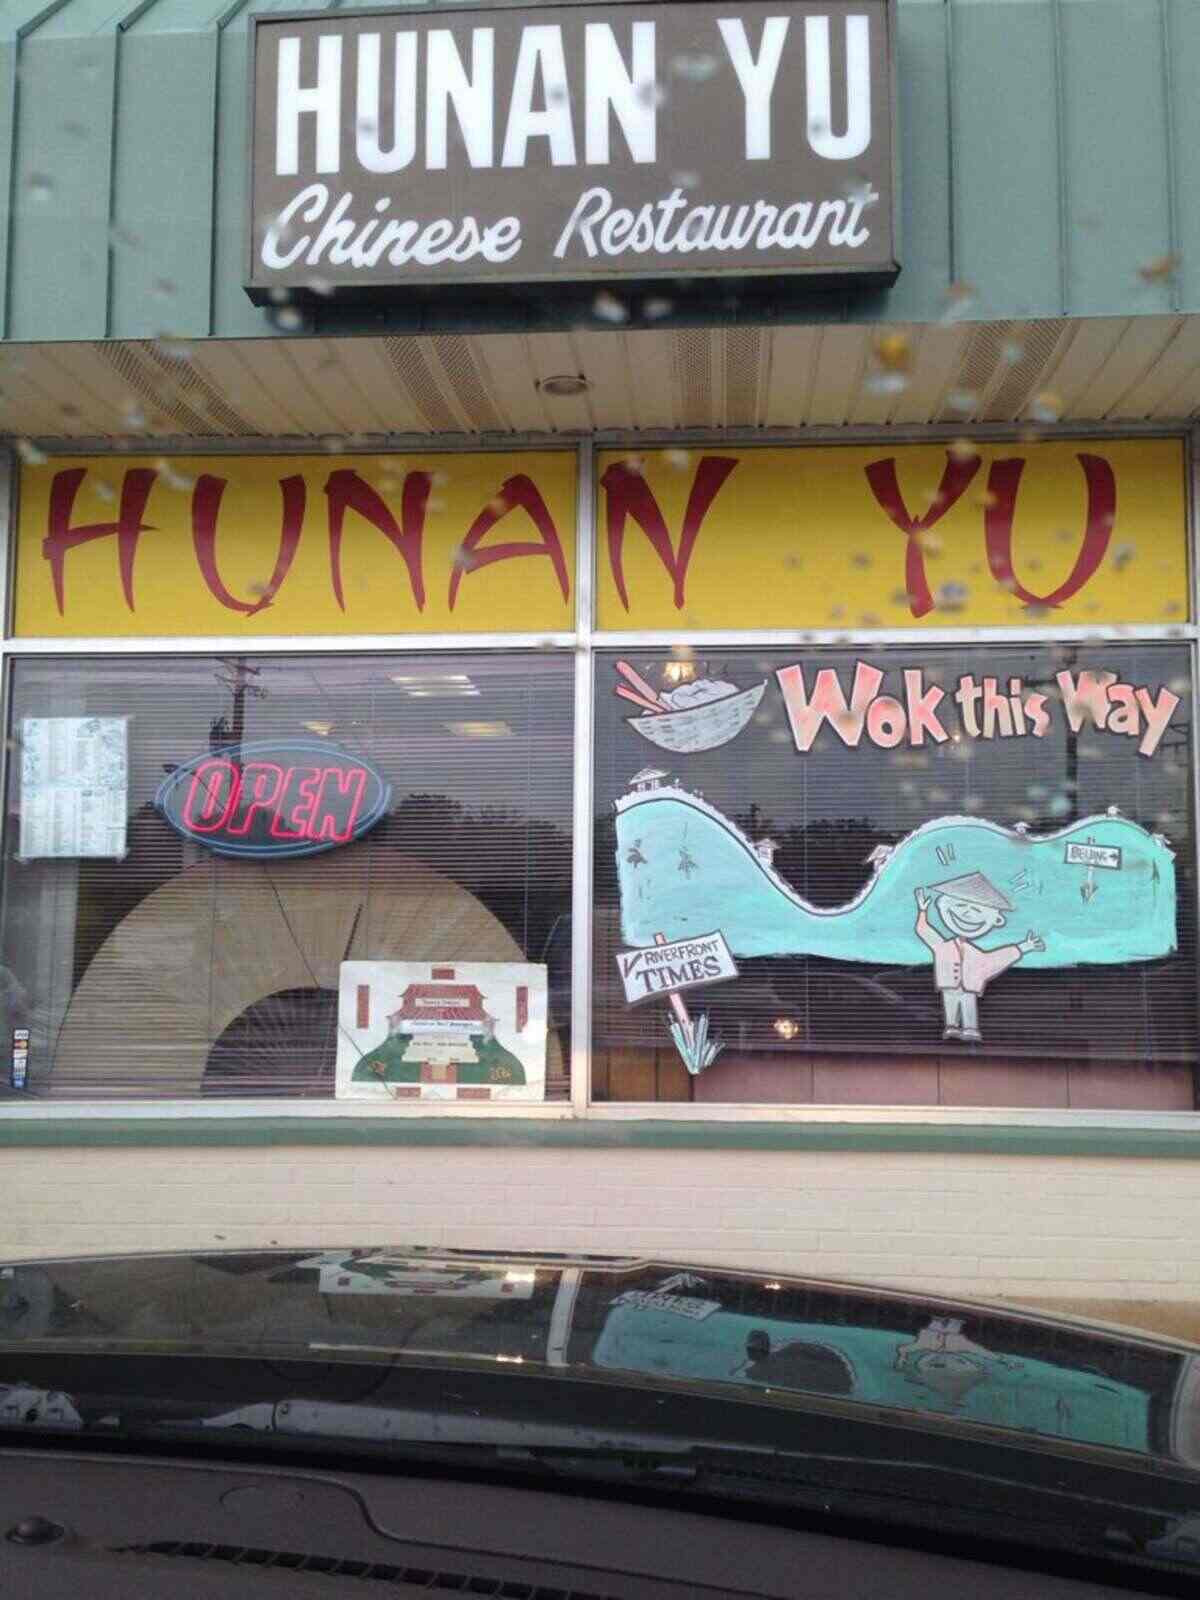 HUNAN YU
Chinese Restaurant
HUNAN YU
OPEN
Wok this Way
BEIJING
RIVERFRONT
TIMES